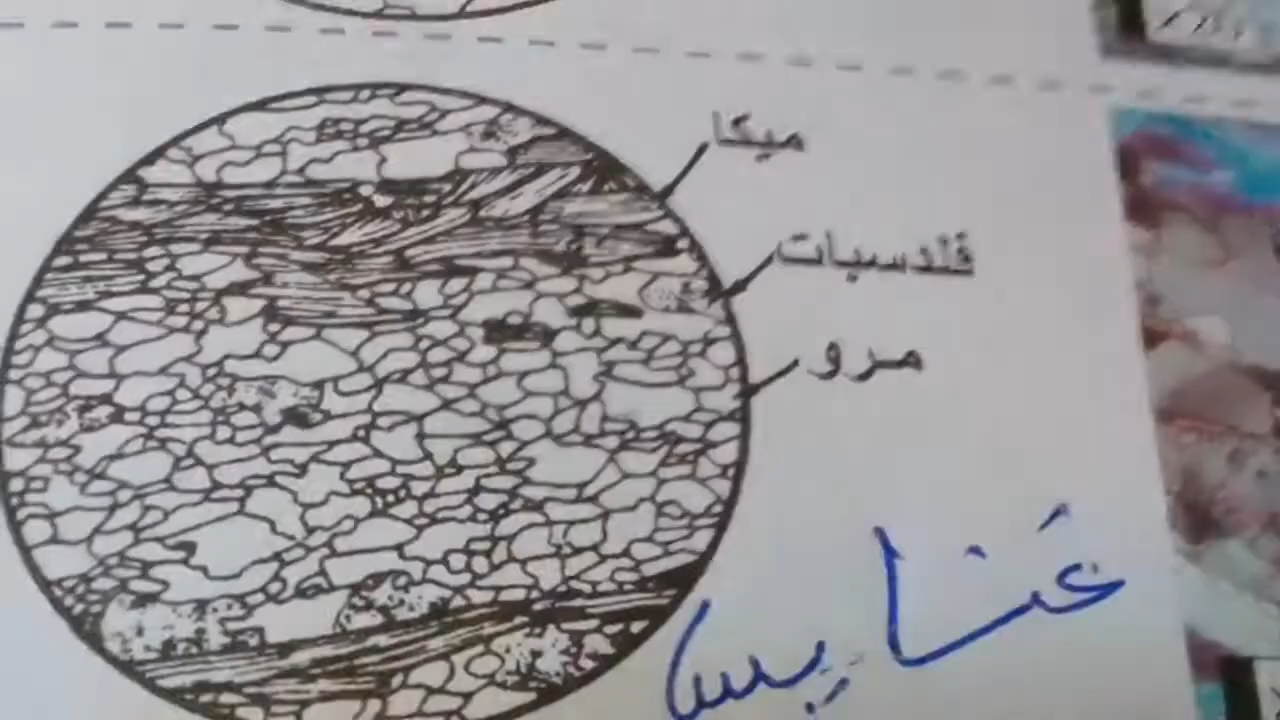 ميكا
فلدسبات
مرو
غنايس